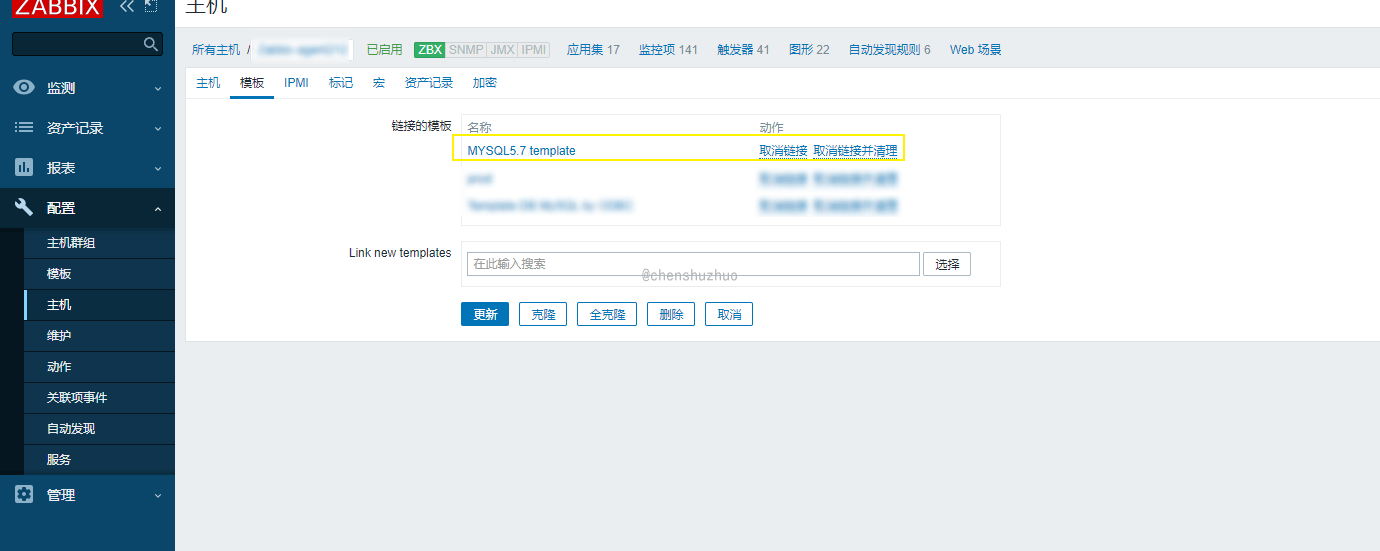 ZABBIX
主机
所有主机 / 已启用 ZBX SNMP JMX IPMI 应用集 17 监控项 141 触发器 41 图形 22 自动发现规则 6 Web 场景
主机 模板 IPMI 标记 宏 资产记录 加密
监测
资产记录
报表
配置
主机群组
模板
主机
维护
动作
关联项事件
自动发现
服务
管理
链接的模板
名称 动作
MYSQL5.7 template 取消链接 取消链接并清理
Link new templates
在此输入搜索 选择
@chenshuzhuo
更新 克隆 全克隆 删除 取消